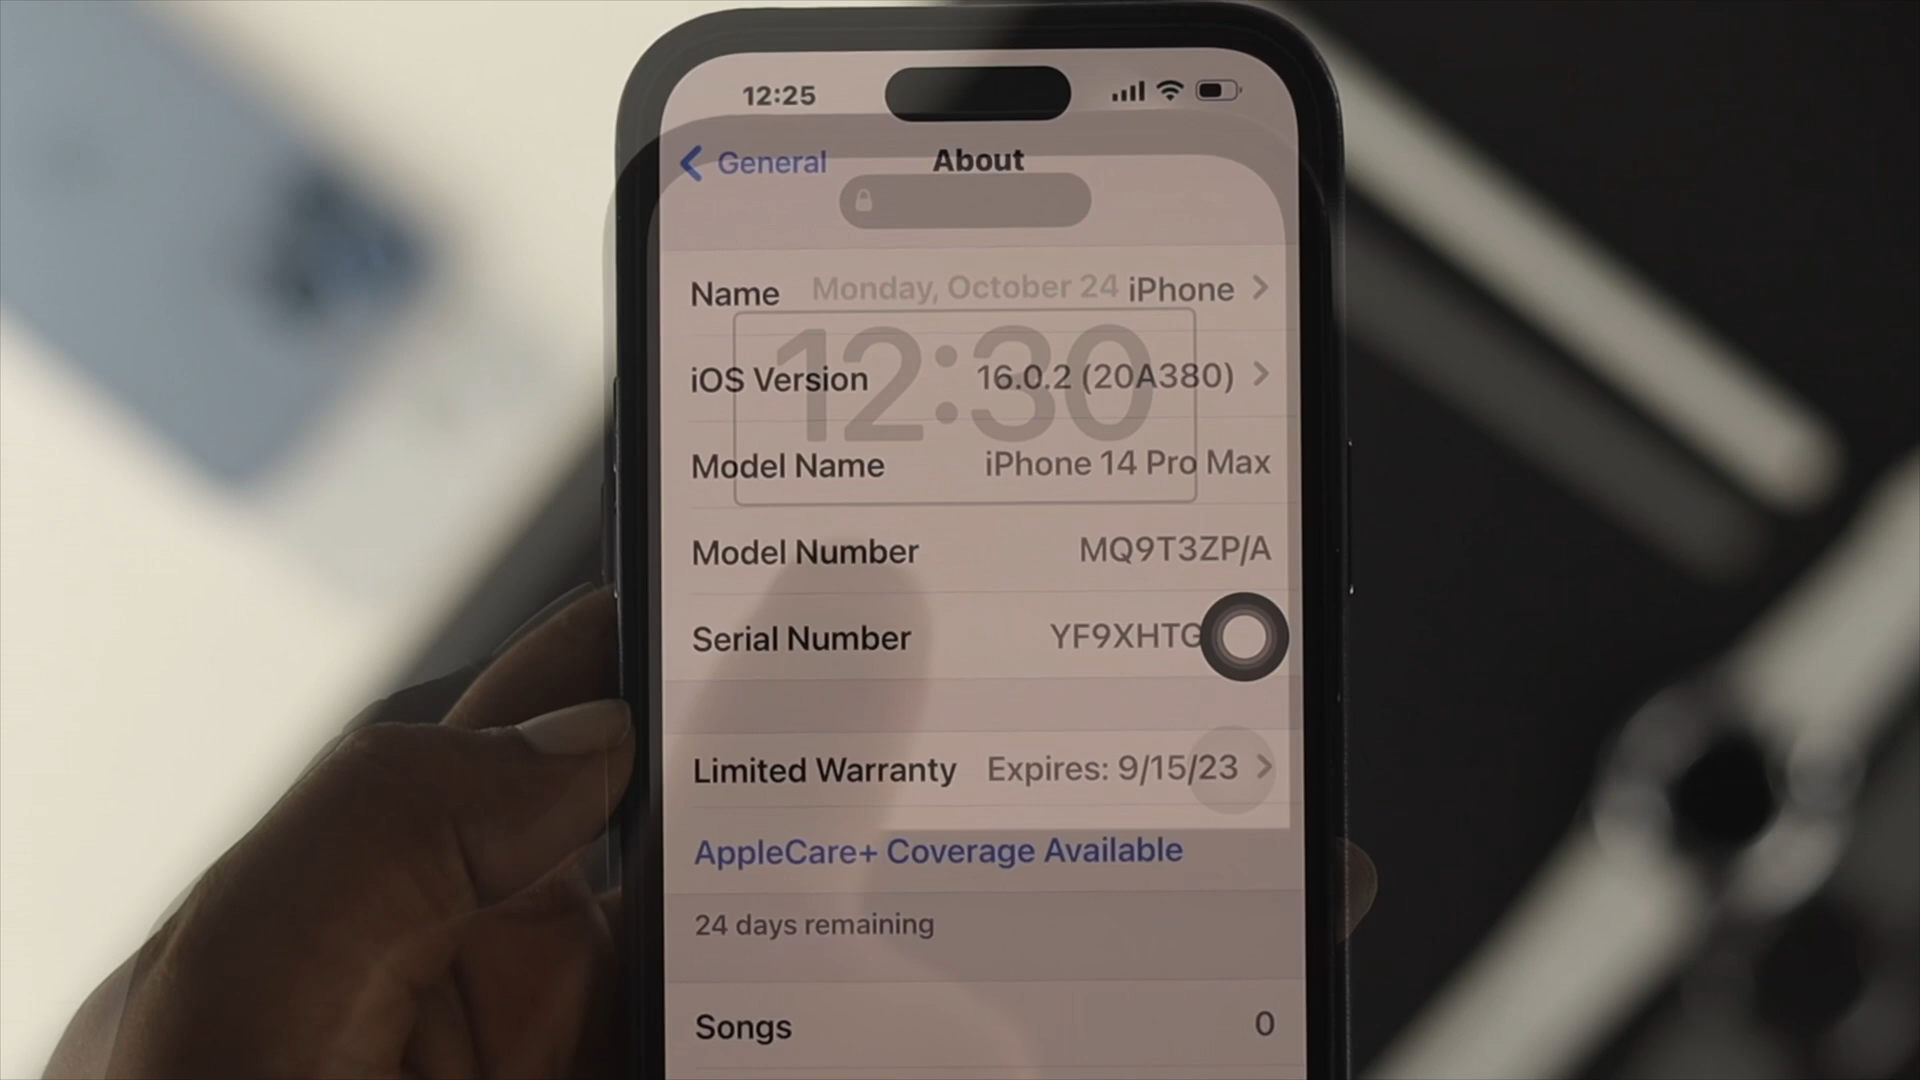 12:25
General
About
Name
Monday, October 24
iPhone
12:30
iOS Version
16.0.2 (20A380)
Model Name
iPhone 14 Pro Max
Model Number
MQ9T3ZP/A
Serial Number
YF9XHTG
Limited Warranty
Expires: 9/15/23
AppleCare+ Coverage Available
24 days remaining
Songs
0